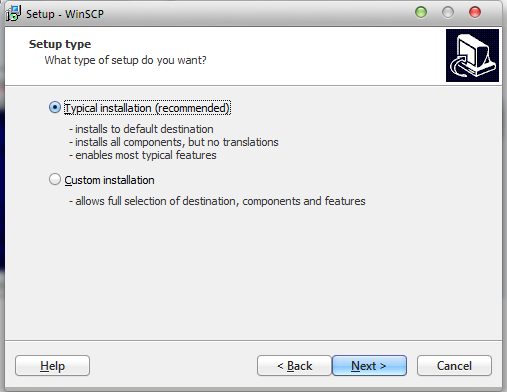 Setup - WinSCP
Setup type
What type of setup do you want?
Typical installation (recommended)
- installs to default destination
- installs all components, but no translations
- enables most typical features
Custom installation
- allows full selection of destination, components and features
Help
< Back
Next >
Cancel